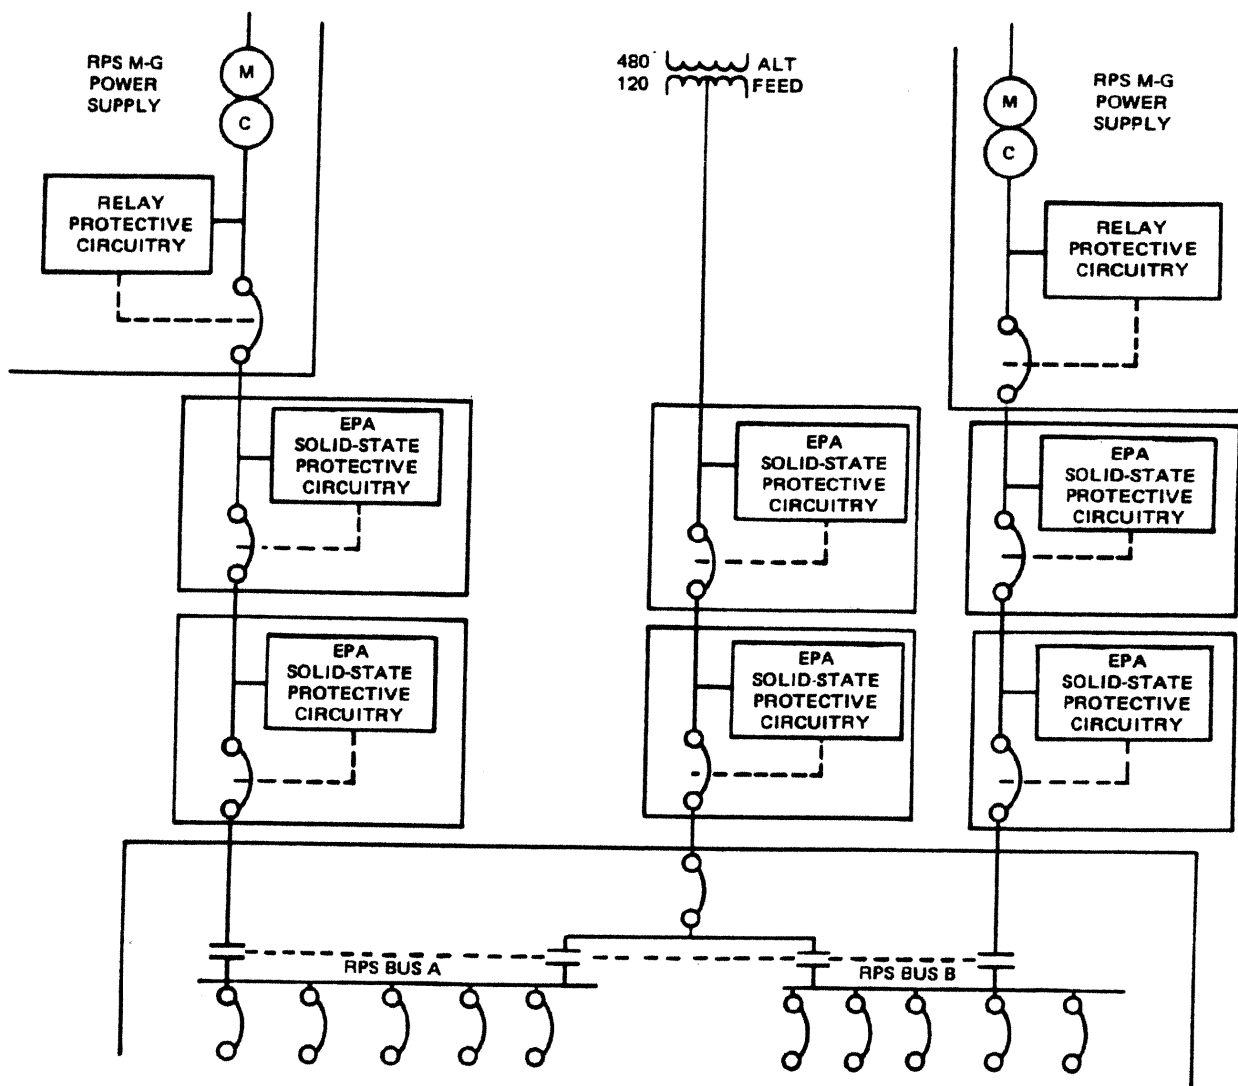 RPS M-G
POWER
SUPPLY
M
C
480
120
ALT
FEED
M
C
RPS M-G
POWER
SUPPLY
RELAY
PROTECTIVE
CIRCUITRY
RELAY
PROTECTIVE
CIRCUITRY
EPA
SOLID-STATE
PROTECTIVE
CIRCUITRY
EPA
SOLID-STATE
PROTECTIVE
CIRCUITRY
EPA
SOLID-STATE
PROTECTIVE
CIRCUITRY
EPA
SOLID-STATE
PROTECTIVE
CIRCUITRY
EPA
SOLID-STATE
PROTECTIVE
CIRCUITRY
EPA
SOLID-STATE
PROTECTIVE
CIRCUITRY
RPS BUS A
RPS BUS B